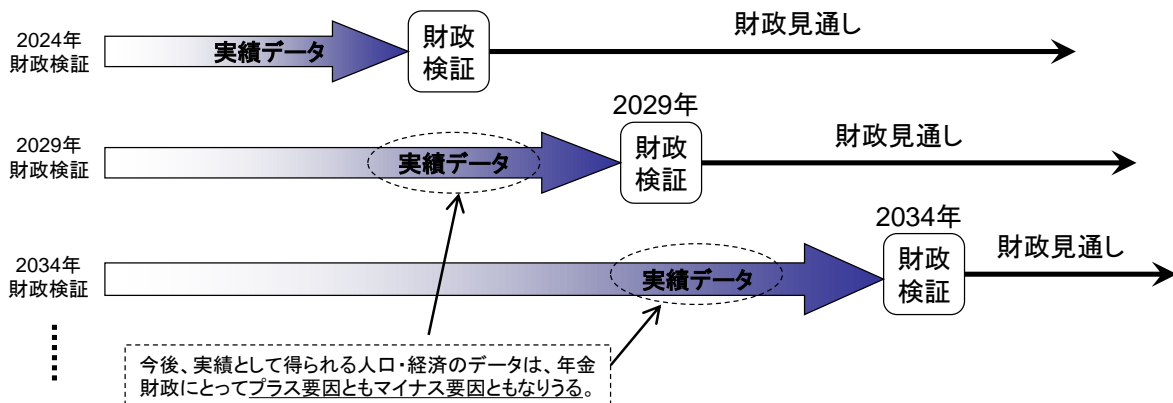 2024年
財政検証
実績データ
財政
検証
財政見通し
2029年
財政検証
実績データ
2029年
財政
検証
財政見通し
2034年
財政検証
実績データ
2034年
財政
検証
財政見通し
今後、実績として得られる人口・経済のデータは、年金
財政にとってプラス要因ともマイナス要因ともなりうる。